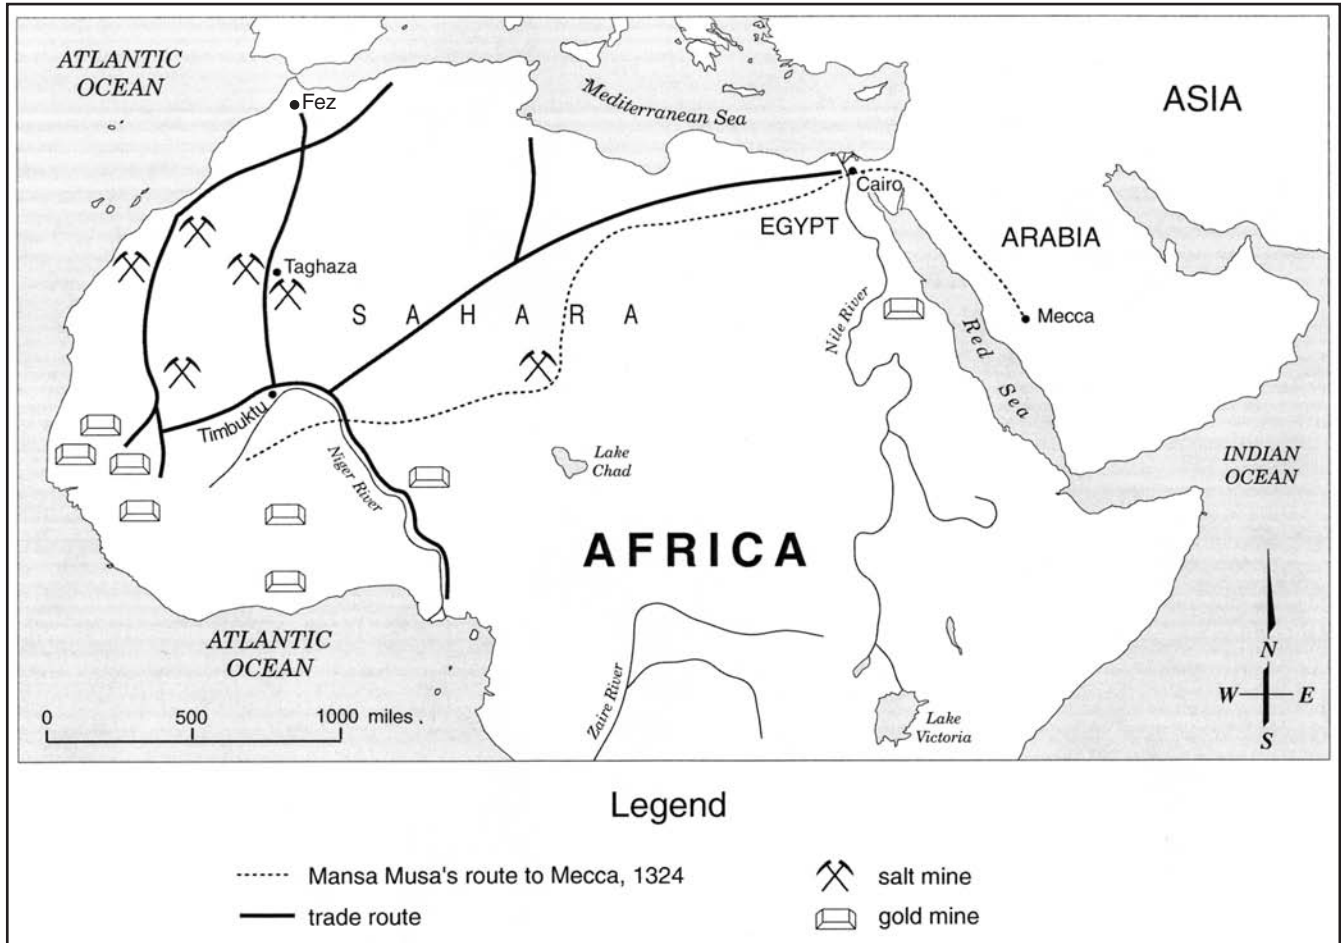 ATLANTIC
OCEAN
Fez
Mediterranean Sea
ASIA
Cairo
EGYPT
ARABIA
Taghaza
SAHARA
Nile River
Mecca
Red Sea
Timbuktu
Niger River
Lake
Chad
INDIAN
OCEAN
AFRICA
ATLANTIC
OCEAN
Zaire River
Lake
Victoria
N
W E
S
0 500 1000 miles .
Legend
Mansa Musa's route to Mecca, 1324
trade route
salt mine
gold mine